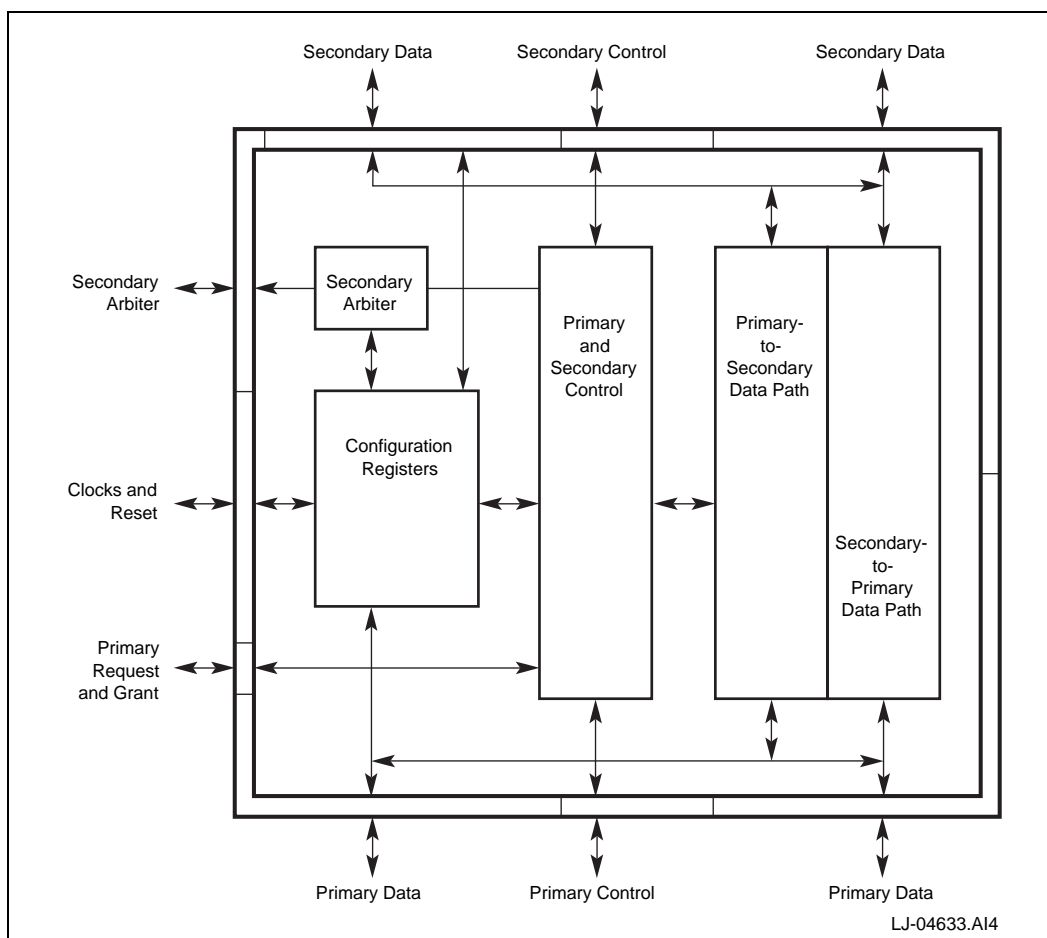 Secondary Data
Secondary Control
Secondary Data
Secondary
Arbiter
Secondary
Arbiter
Primary
and
Secondary
Control
Primary-
to-
Secondary
Data Path
Configuration
Registers
Clocks and
Reset
Secondary-
to-
Primary
Data Path
Primary
Request
and Grant
Primary Data
Primary Control
Primary Data
LJ-04633.AI4